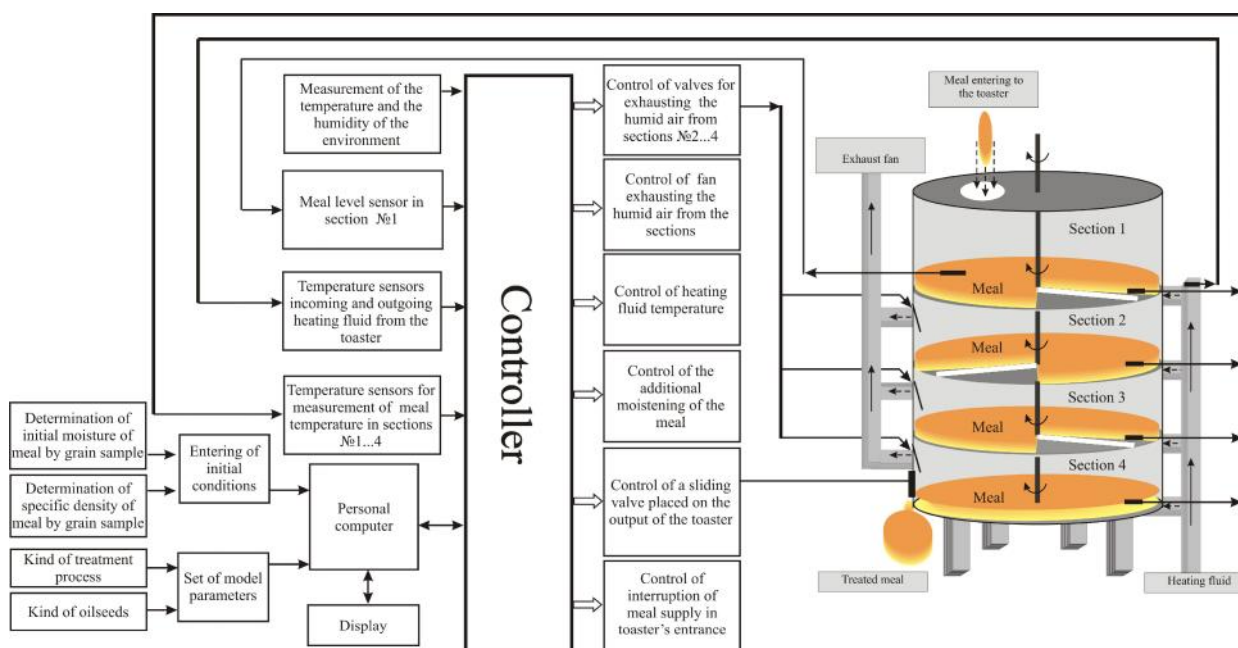 Measurement of the
temperature and the
humidity of the
environment
Meal level sensor in
section №1
Temperature sensors
incoming and outgoing
heating fluid from the
toaster
Temperature sensors for
measurement of meal
temperature in sections
№1...4
Determination of
initial moisture of
meal by grain sample
Determination of
specific density of
meal by grain sample
Entering of
initial
conditions
Kind of treatment
process
Kind of oilseeds
Set of model
parameters
Personal
computer
Display
Controller
Control of valves for
exhausting the
humid air from
sections №2...4
Control of fan
exhausting the
humid air from the
sections
Control of heating
fluid temperature
Control of the
additional
moistening of the
meal
Control of a sliding
valve placed on the
output of the toaster
Control of
interruption of
meal supply in
toaster's entrance
Meal entering to
the toaster
Exhaust fan
Section 1
Meal
Section 2
Meal
Section 3
Meal
Section 4
Meal
Treated meal
Heating fluid